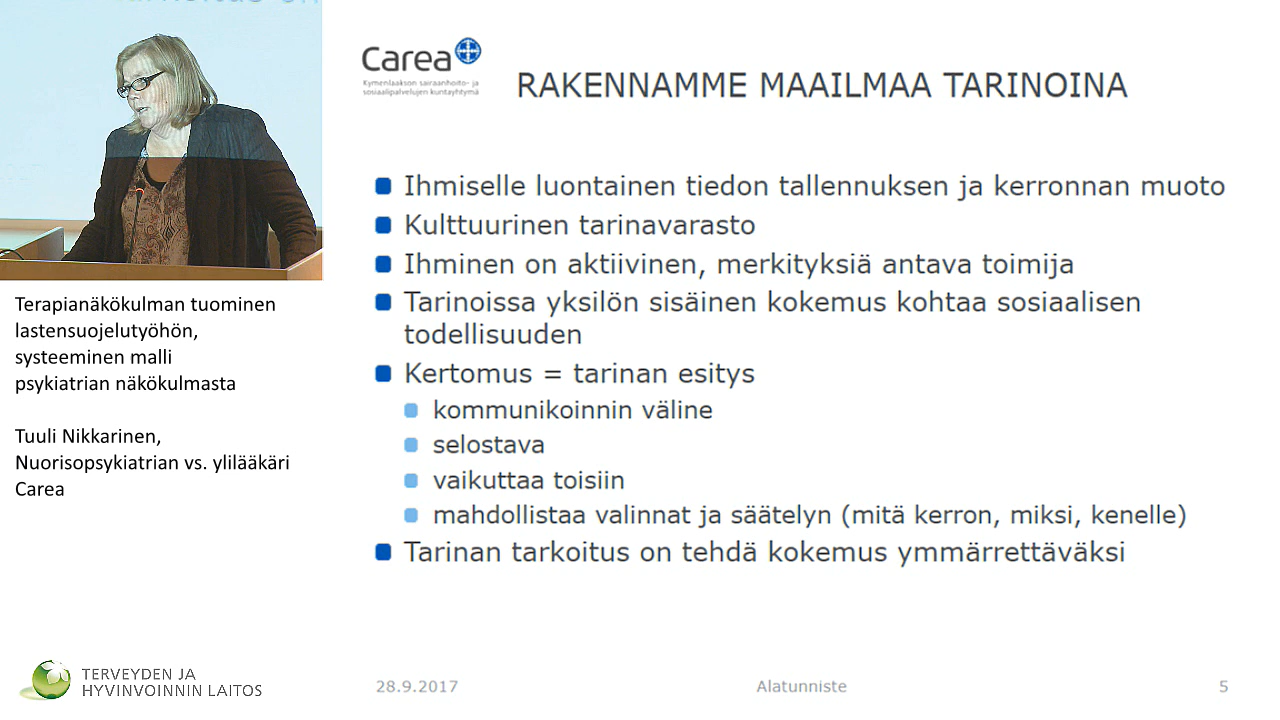 Carea
Kymenlaakson sairaanhoito- ja
sosiaalipalvelujen kuntayhtymä
RAKENNAMME MAAILMAA TARINOINA
Ihmiselle luontainen tiedon tallennuksen ja kerronnan muoto
Kulttuurinen tarinavarasto
Ihminen on aktiivinen, merkityksiä antava toimija
Tarinoissa yksilön sisäinen kokemus kohtaa sosiaalisen
todellisuuden
Kertomus = tarinan esitys
kommunikoinnin väline
selostava
vaikuttaa toisiin
mahdollistaa valinnat ja säätelyn (mitä kerron, miksi, kenelle)
Tarinan tarkoitus on tehdä kokemus ymmärrettäväksi
Terapianäkökulman tuominen
lastensuojelutyöhön,
systeeminen malli
psykiatrian näkökulmasta
Tuuli Nikkarinen,
Nuorisopsykiatrian vs. ylilääkäri
Carea
TERVEYDEN JA
HYVINVOINNIN LAITOS
28.9.2017
Alatunniste
5